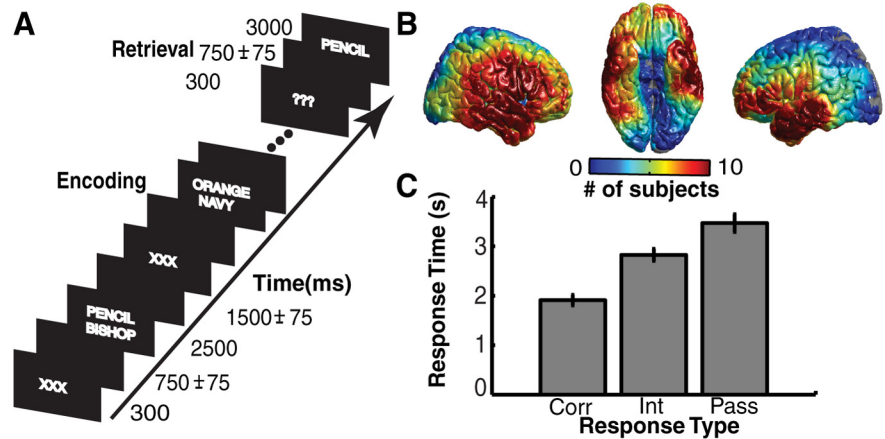 A
3000
Retrieval 750 ± 75
300
PENCIL
???
Encoding
ORANGE
NAVY
XXX
PENCIL
BISHOP
XXX
Time(ms)
1500 ± 75
2500
750 ± 75
300
B
0 10
# of subjects
C
Response Time (s)
4
3
2
1
0
Corr Int Pass
Response Type